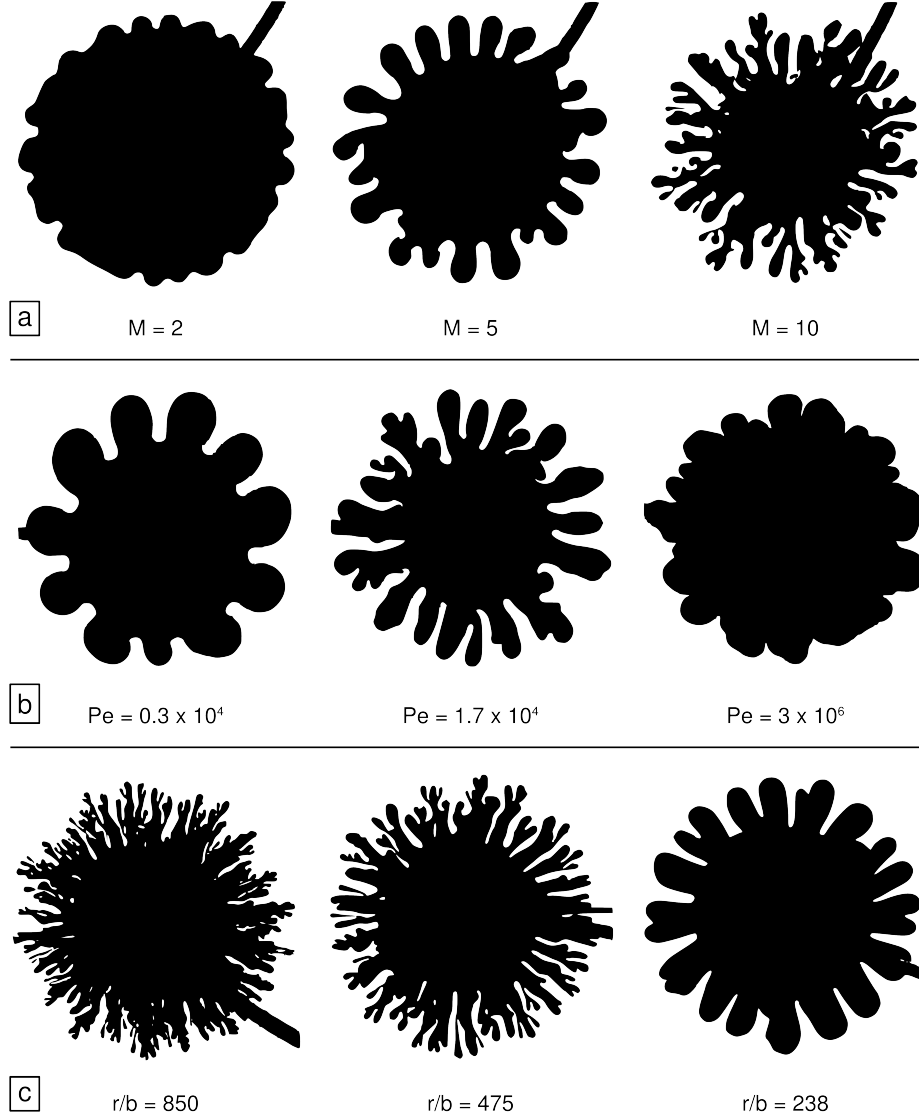 a
M = 2
M = 5
M = 10
b
Pe = 0.3 x 10⁴
Pe = 1.7 x 10⁴
Pe = 3 x 10⁶
c
r/b = 850
r/b = 475
r/b = 238